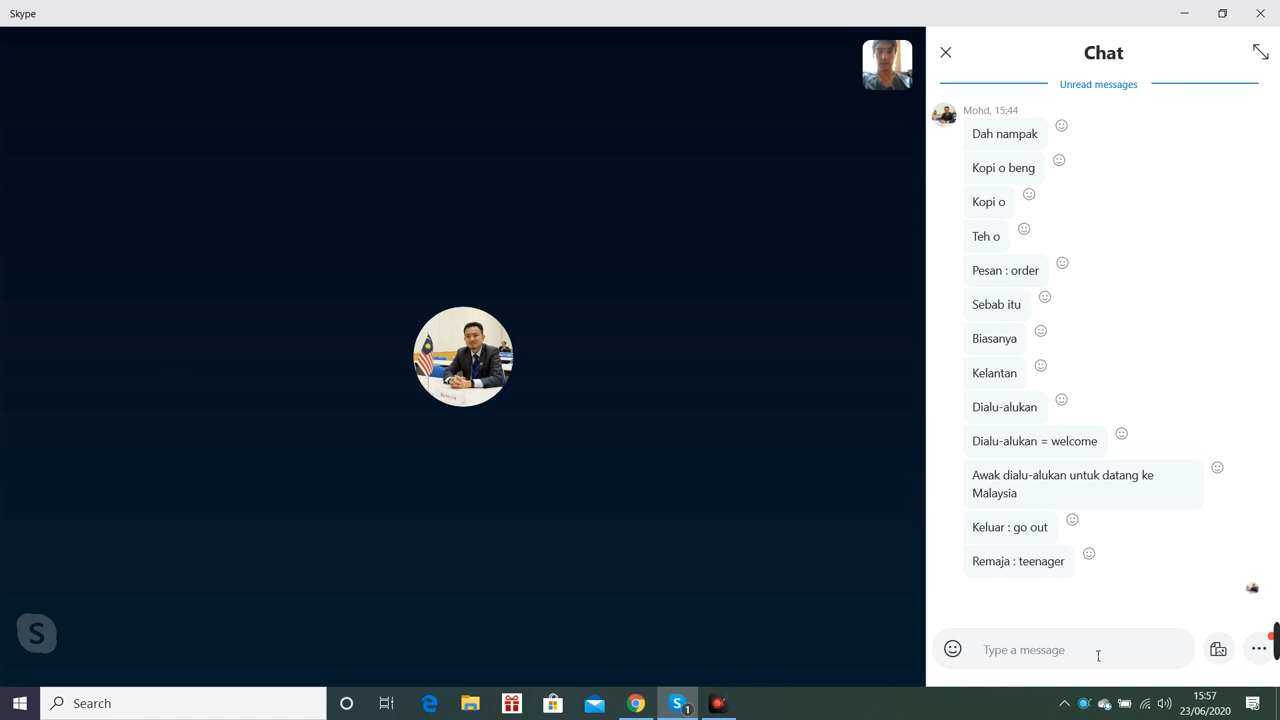 Skype
Chat
Unread messages
Mohd, 15:44
Dah nampak
Kopi o beng
Kopi o
Teh o
Pesan : order
Sebab itu
Biasanya
Kelantan
Dialu-alukan
Dialu-alukan = welcome
Awak dialu-alukan untuk datang ke
Malaysia
Keluar : go out
Remaja : teenager
Type a message
S
Search
S
1
15:57
23/06/2020